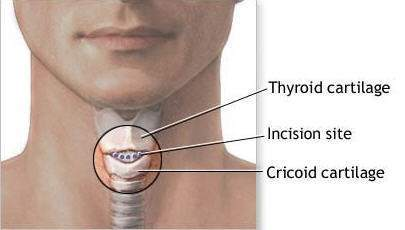 Thyroid cartilage
Incision site
Cricoid cartilage